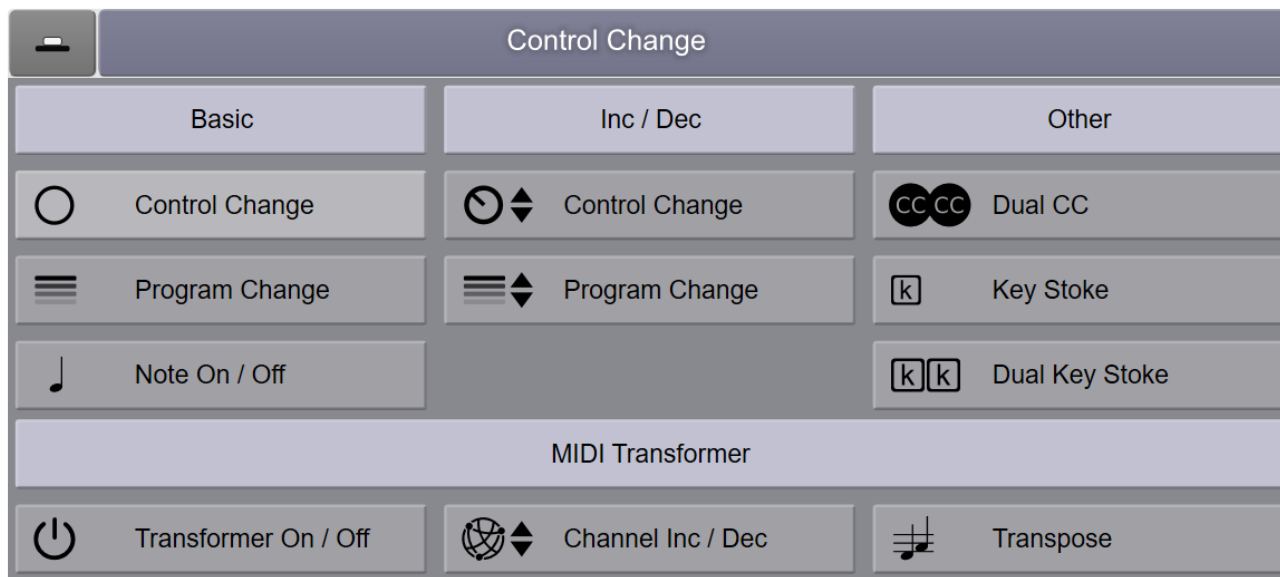 Control Change
Basic Inc / Dec Other
Control Change Control Change CC CC Dual CC
Program Change Program Change k Key Stoke
Note On / Off k k Dual Key Stoke
MIDI Transformer
Transformer On / Off Channel Inc / Dec Transpose